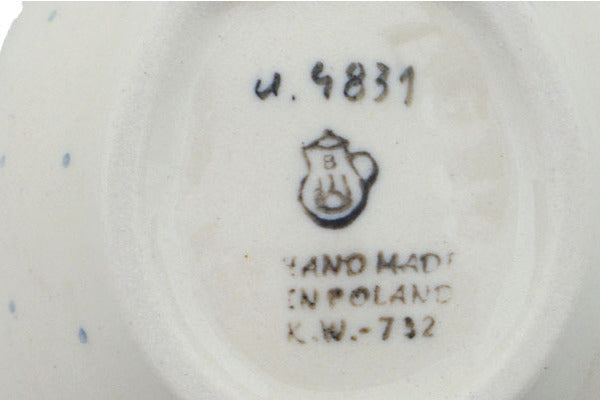 u. 4831
B
HAND MADE
IN POLAND
K.W.-732